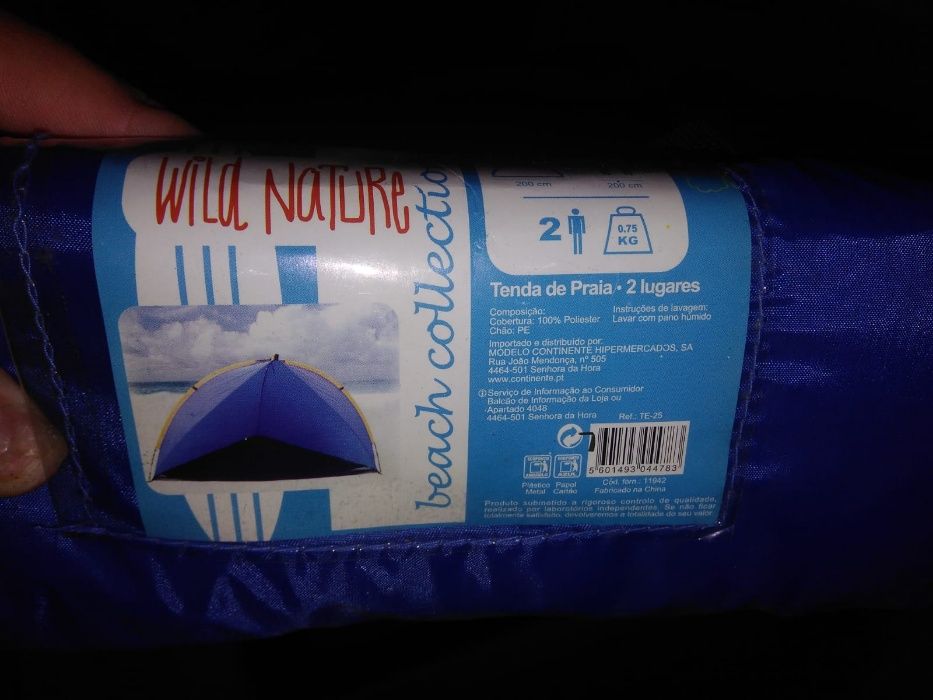 Wild Nature
beach collectio
200 cm
200 cm
2
0.75
KG
Tenda de Praia • 2 lugares
Composição:
Cobertura: 100% Poliester
Chão: PE
Instruções de lavagem:
Lavar com pano húmido
Importado e distribuido por:
MODELO CONTINENTE HIPERMERCADOS, SA
Rua João Mendonça, nº 505
4464-501 Senhora da Hora
www.continente.pt
Serviço de Informação ao Consumidor
Balcão de Informação da Loja ou
Apartado 4048
4464-501 Senhora da Hora
Ref.: TE-25
5 601493 044783
ECOPONTO
AMARELO
ECOPONTO
AZUL
Plástico
Metal
Papel
Cartão
Cód. forn.: 11942
Fabricado na China
Produto submetido a rigoroso controlo de qualidade,
realizado por laboratórios independentes. Se não ficar
totalmente satisfeito, devolveremos a totalidade do seu valor